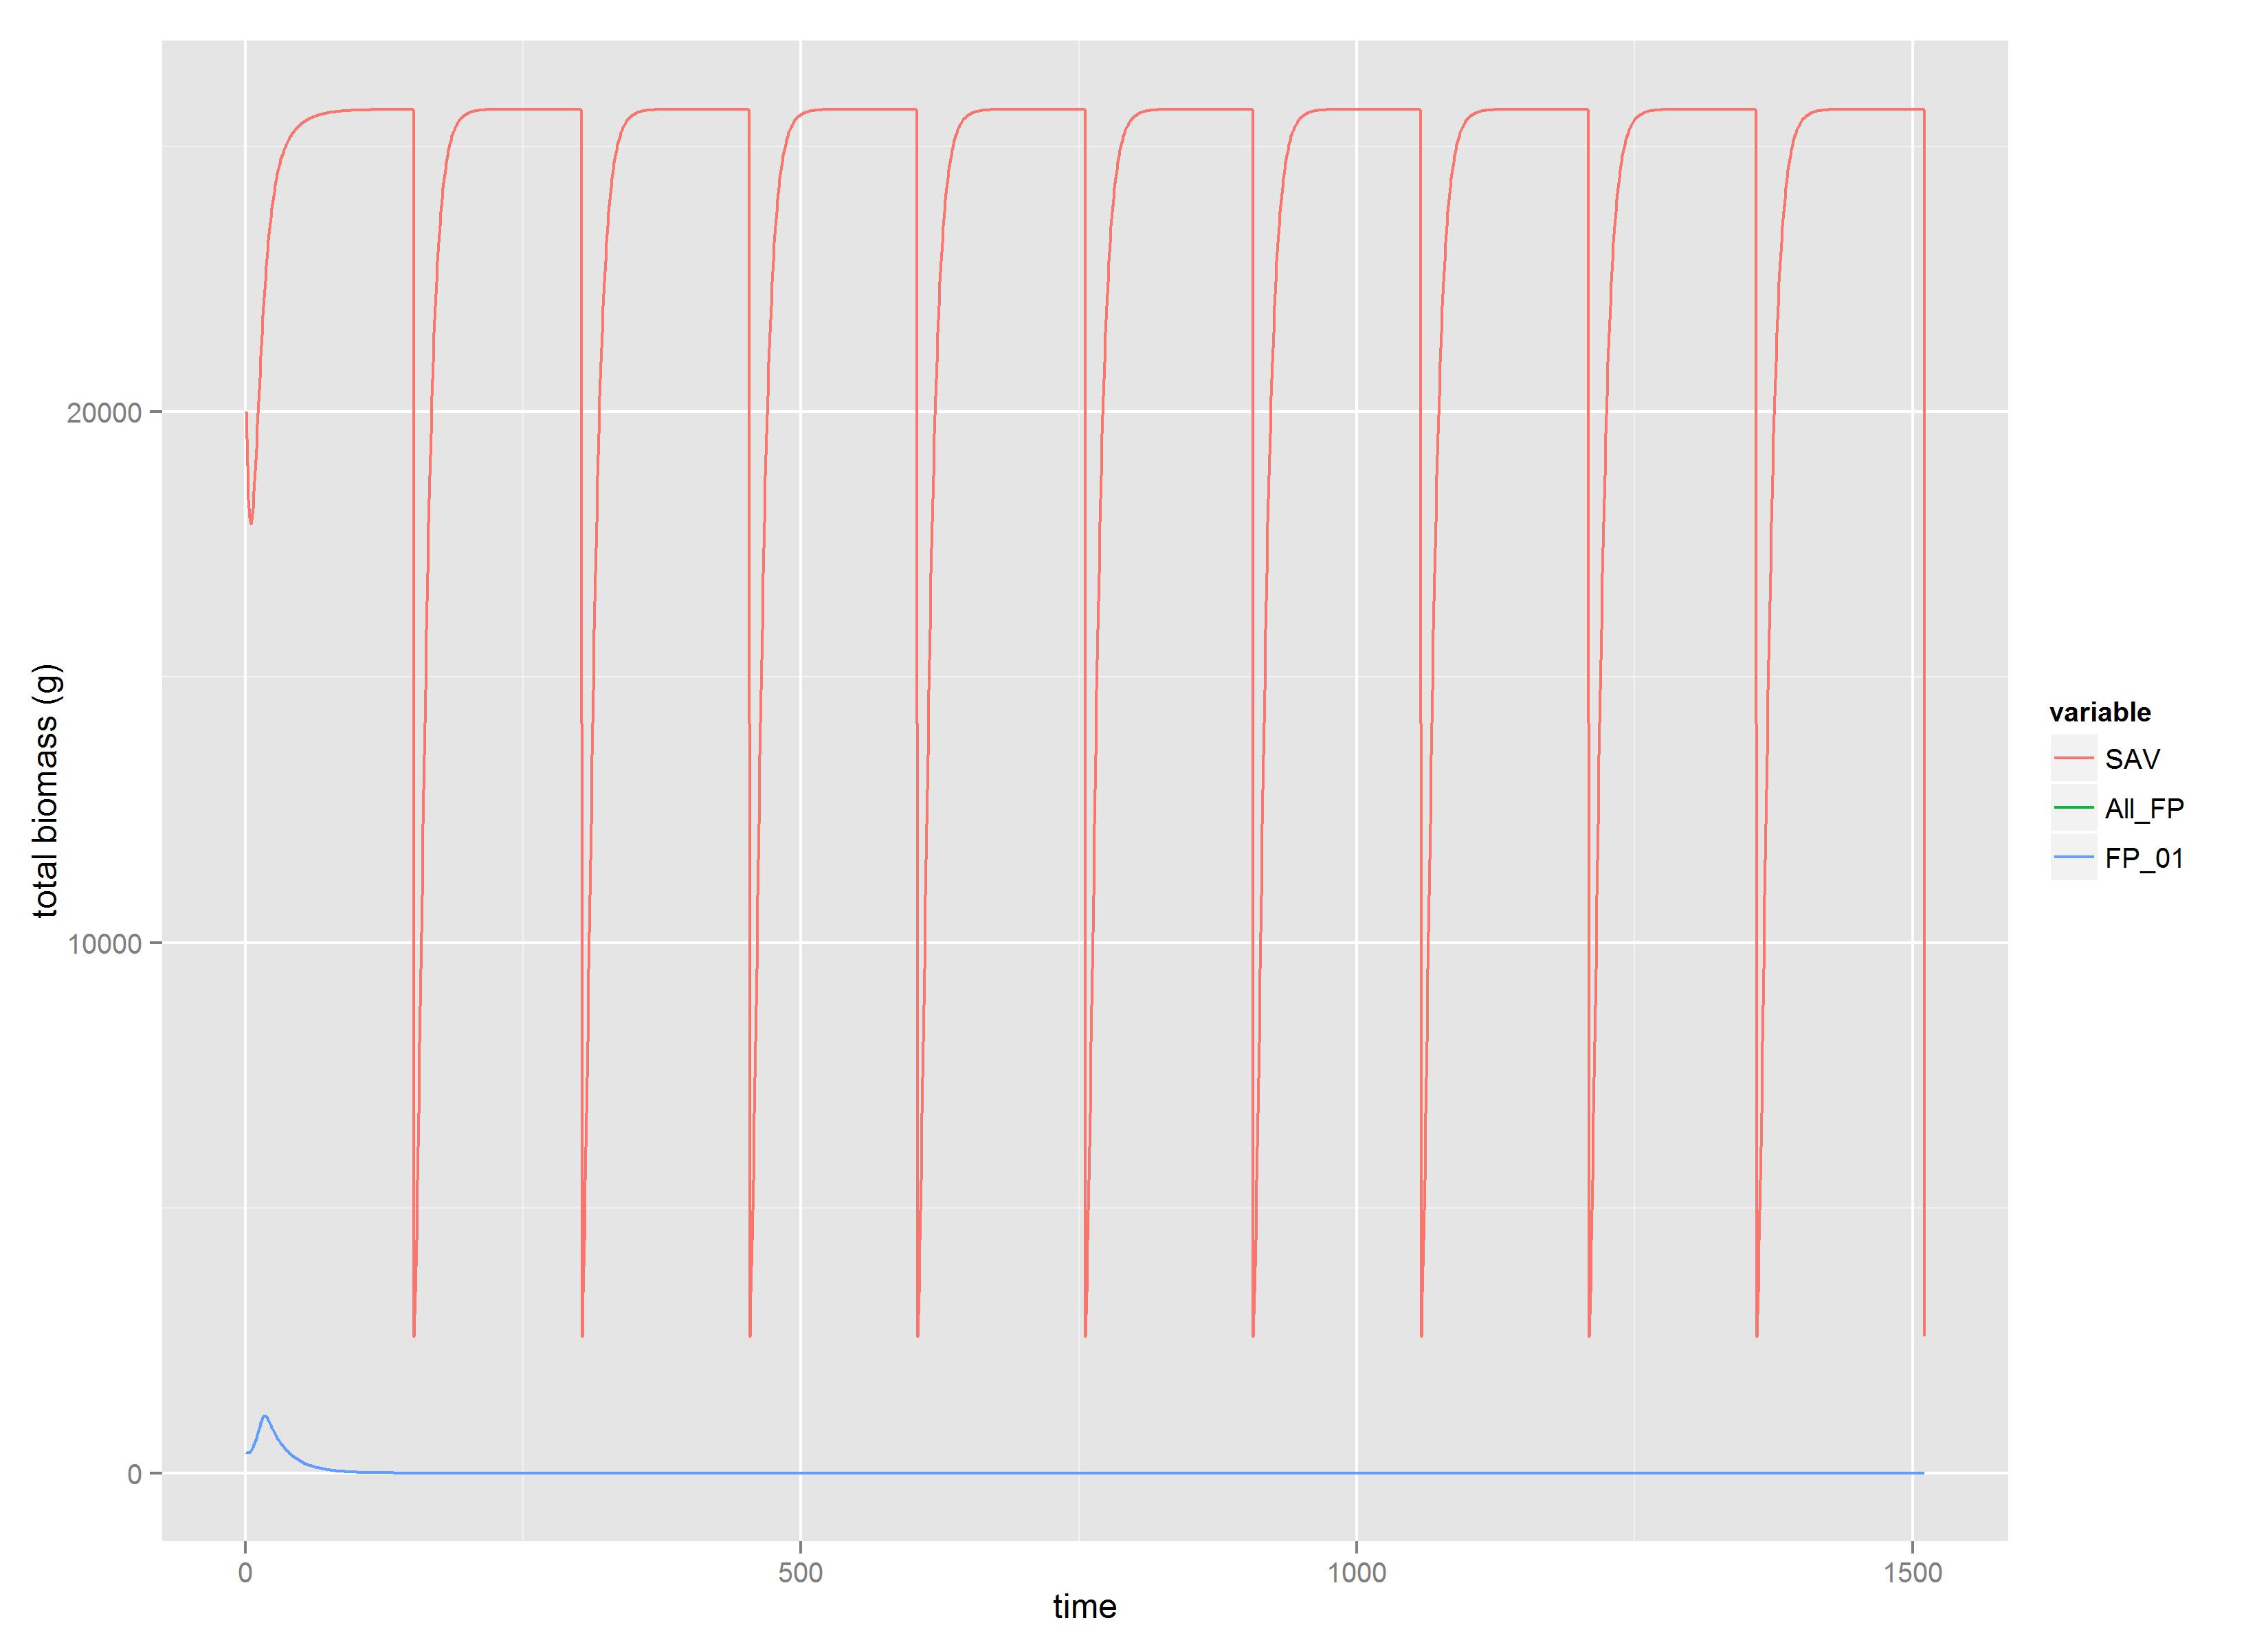 total biomass (g)
20000
10000
0
0
500
1000
1500
time
variable
SAV
All_FP
FP_01